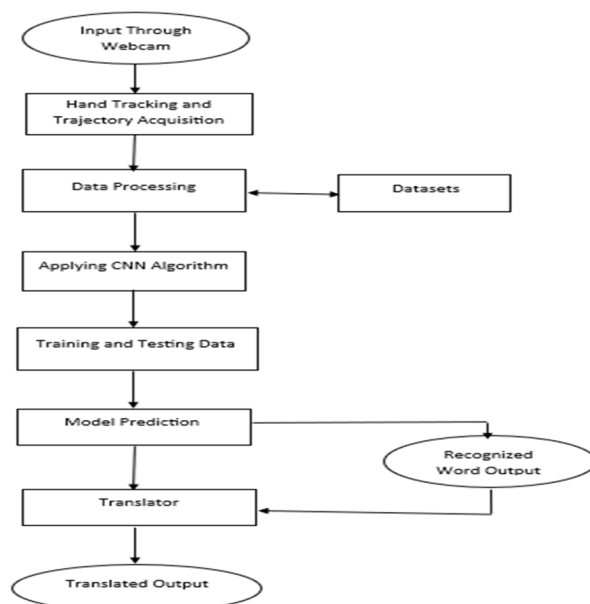 Input Through
Webcam
Hand Tracking and
Trajectory Acquisition
Data Processing
Datasets
Applying CNN Algorithm
Training and Testing Data
Model Prediction
Recognized
Word Output
Translator
Translated Output